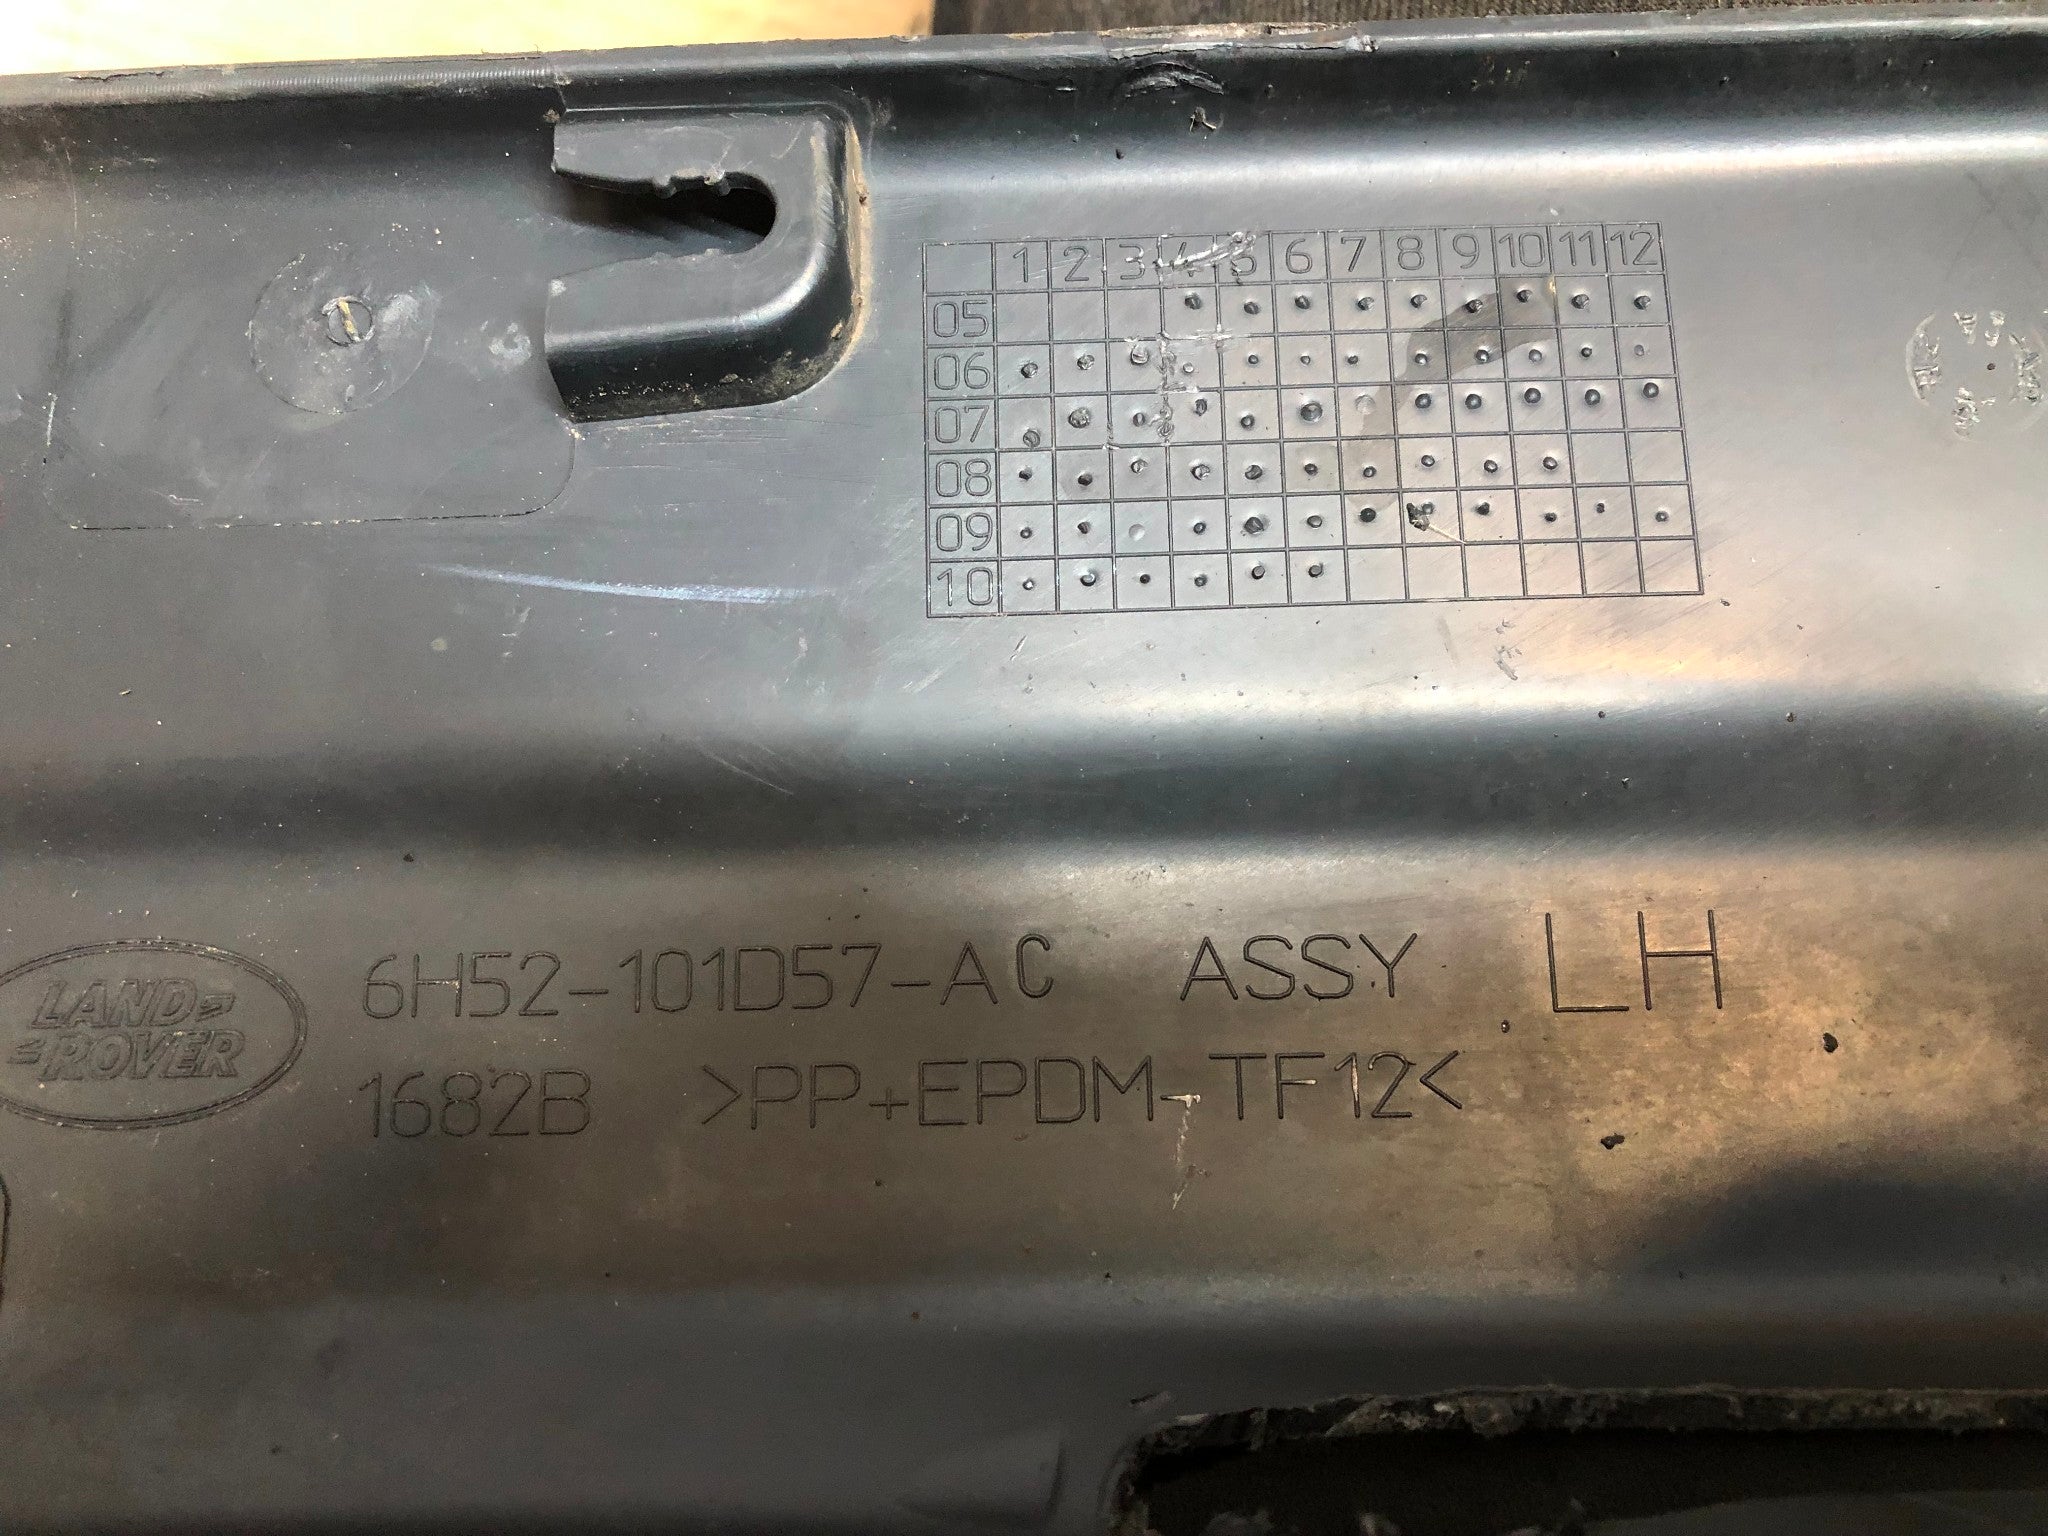 1 2 3 4 5 6 7 8 9 10 11 12
05
06
07
08
09
10
6H52-101D57-AC ASSY LH
LAND
ROVER
1682B >PP+EPDM-TF12<